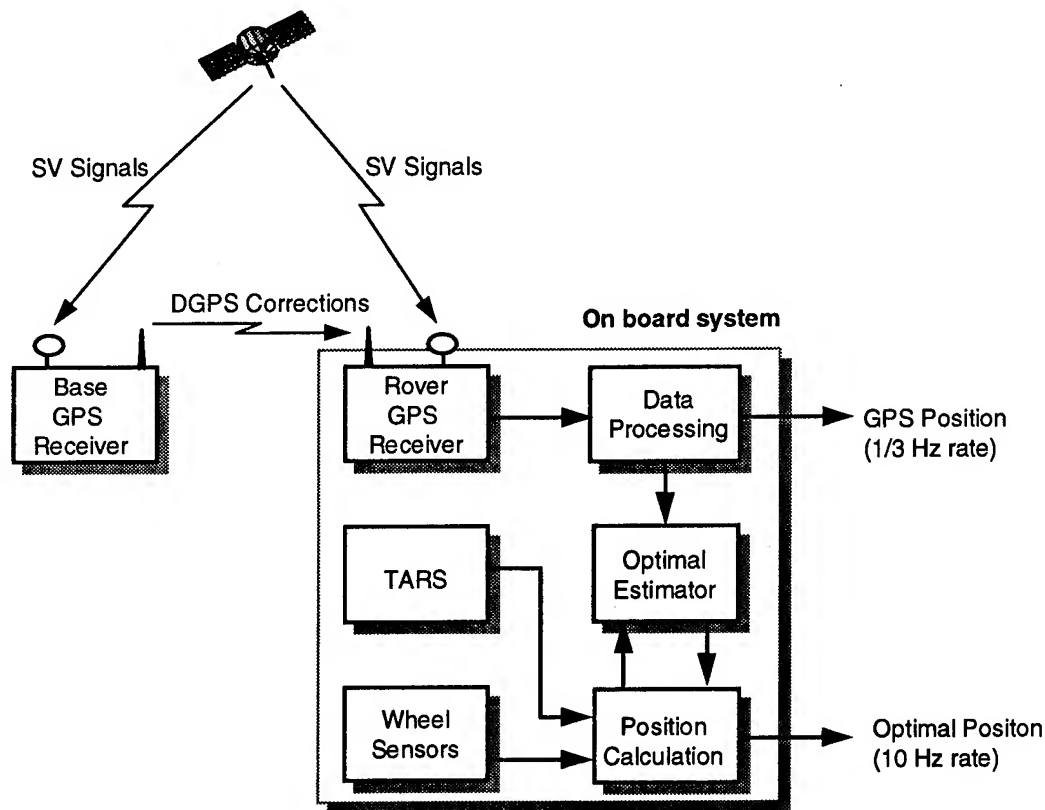 SV Signals
SV Signals
DGPS Corrections
On board system
Base
GPS
Receiver
Rover
GPS
Receiver
Data
Processing
GPS Position
(1/3 Hz rate)
TARS
Optimal
Estimator
Wheel
Sensors
Position
Calculation
Optimal Positon
(10 Hz rate)